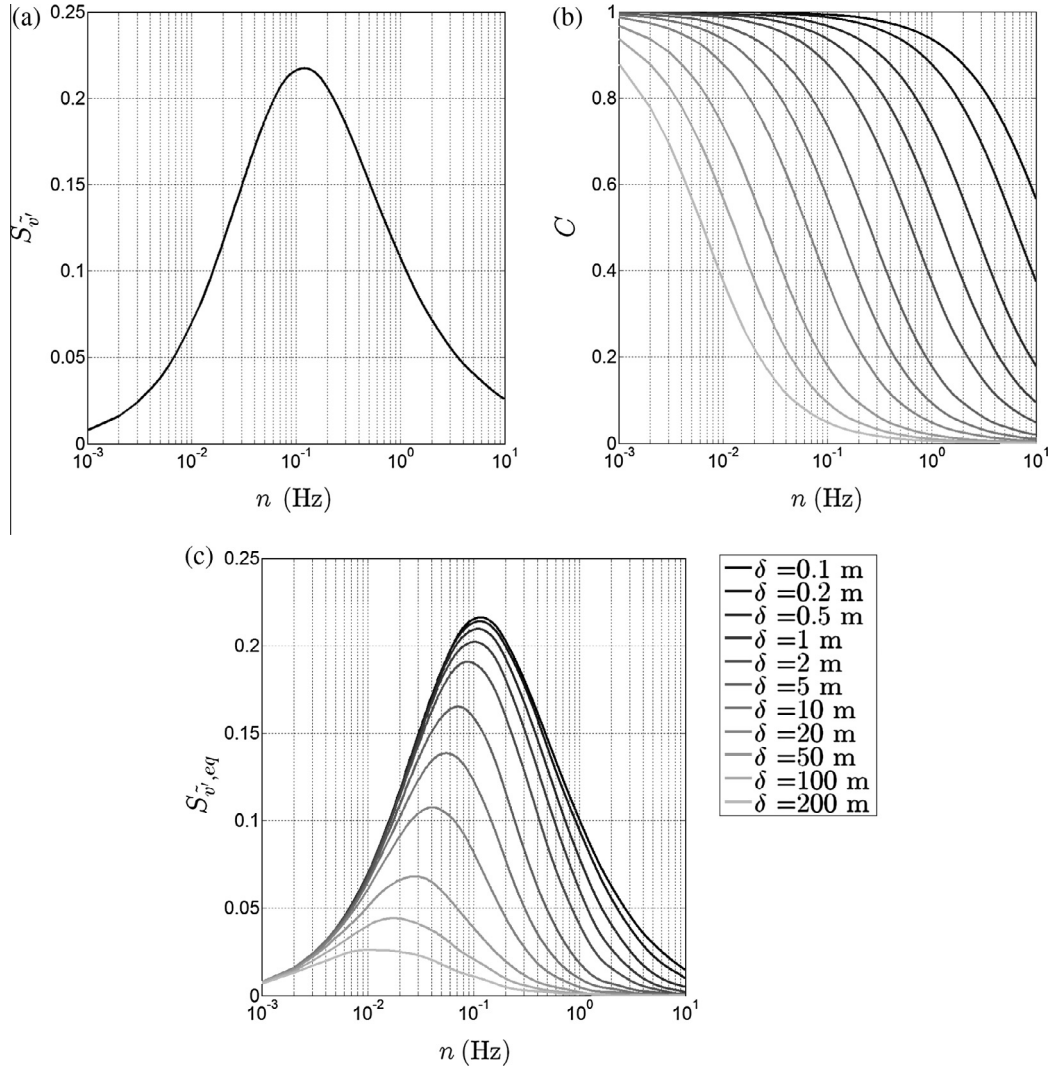 (a)
0.25
0.2
0.15
0.1
0.05
0
S_ṽ'
10^-3 10^-2 10^-1 10^0 10^1
n (Hz)
(b)
1
0.8
0.6
0.4
0.2
0
C
10^-3 10^-2 10^-1 10^0 10^1
n (Hz)
(c)
0.25
0.2
0.15
0.1
0.05
0
S_ṽ',eq
10^-3 10^-2 10^-1 10^0 10^1
n (Hz)
δ =0.1 m
δ =0.2 m
δ =0.5 m
δ =1 m
δ =2 m
δ =5 m
δ =10 m
δ =20 m
δ =50 m
δ =100 m
δ =200 m